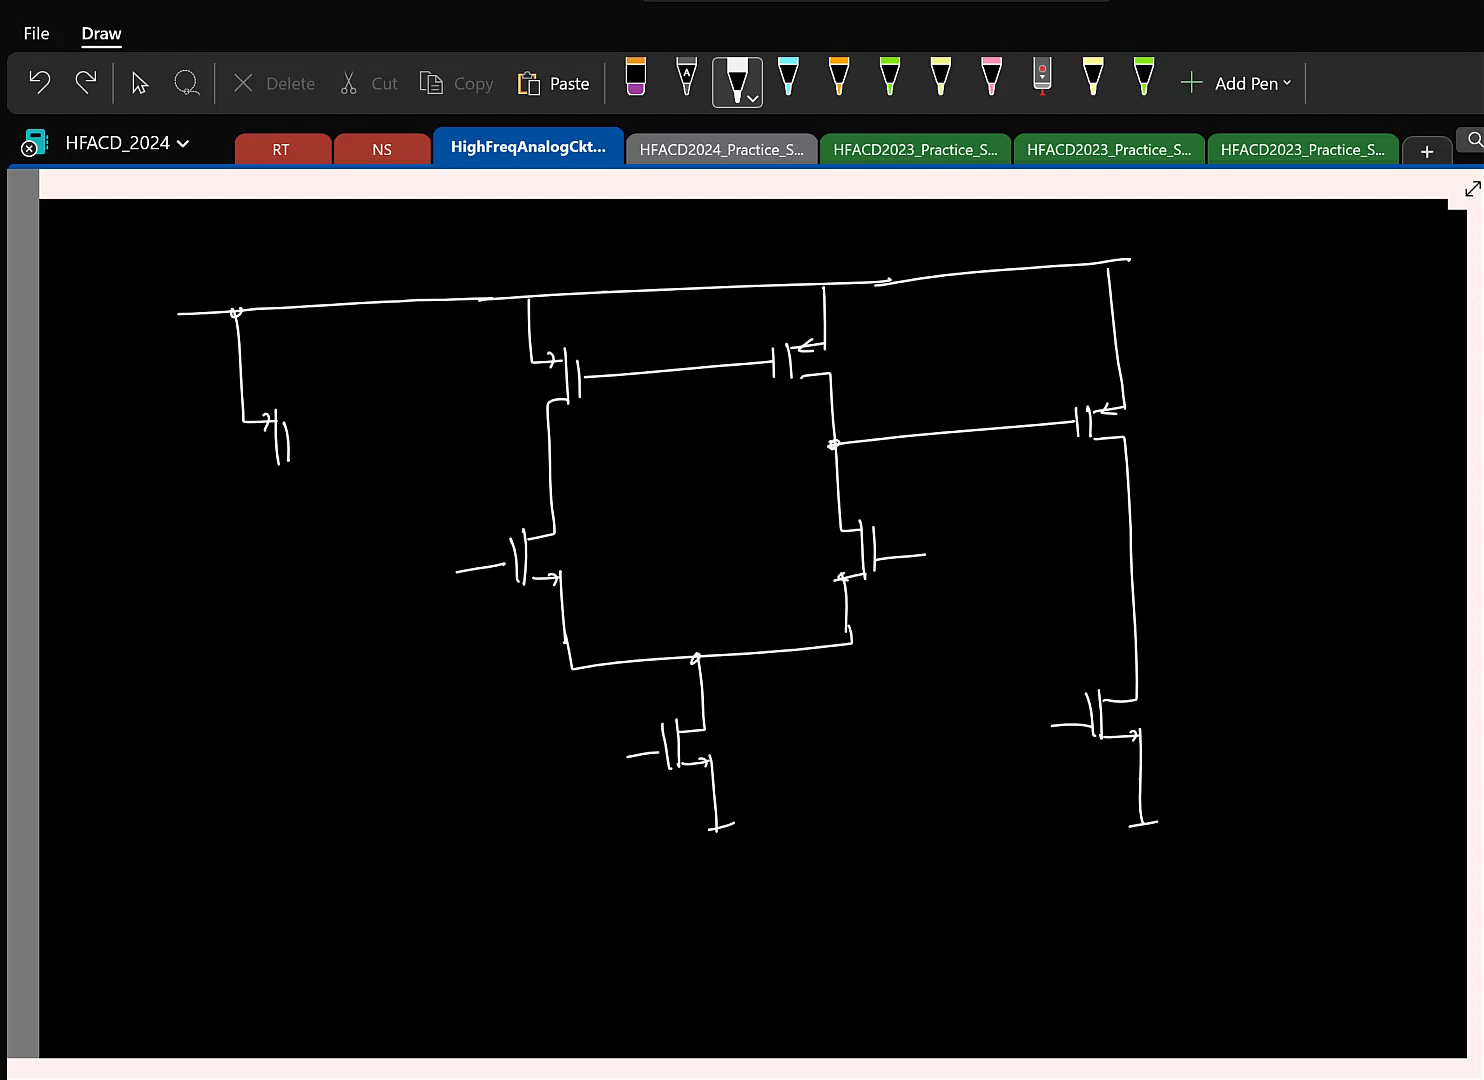 File Draw
Delete Cut Copy Paste A Add Pen
HFACD_2024 RT NS HighFreqAnalogCkt... HFACD2024_Practice_S... HFACD2023_Practice_S... HFACD2023_Practice_S... HFACD2023_Practice_S...